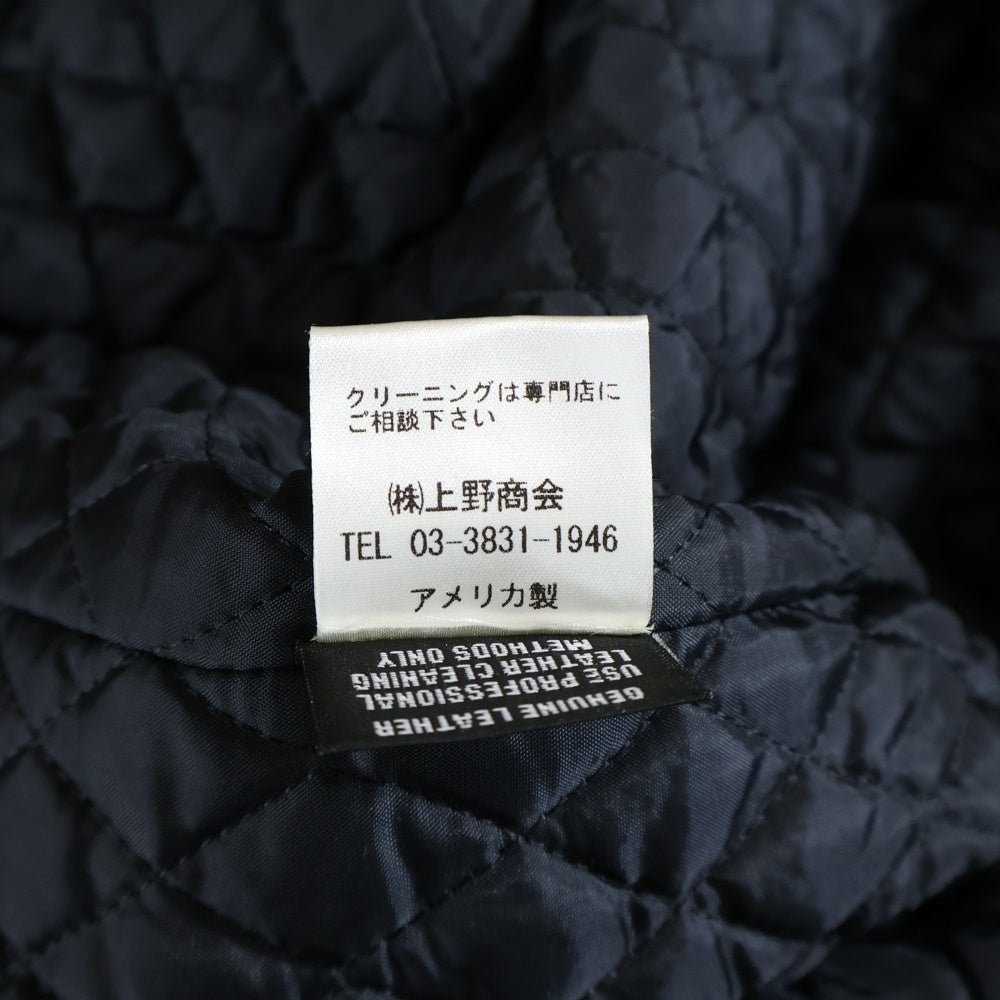 クリーニングは専門店に
ご相談下さい
㈱上野商会
TEL 03-3831-1946
アメリカ製
GENUINE LEATHER
USE PROFESSIONAL
LEATHER CLEANING
METHODS ONLY